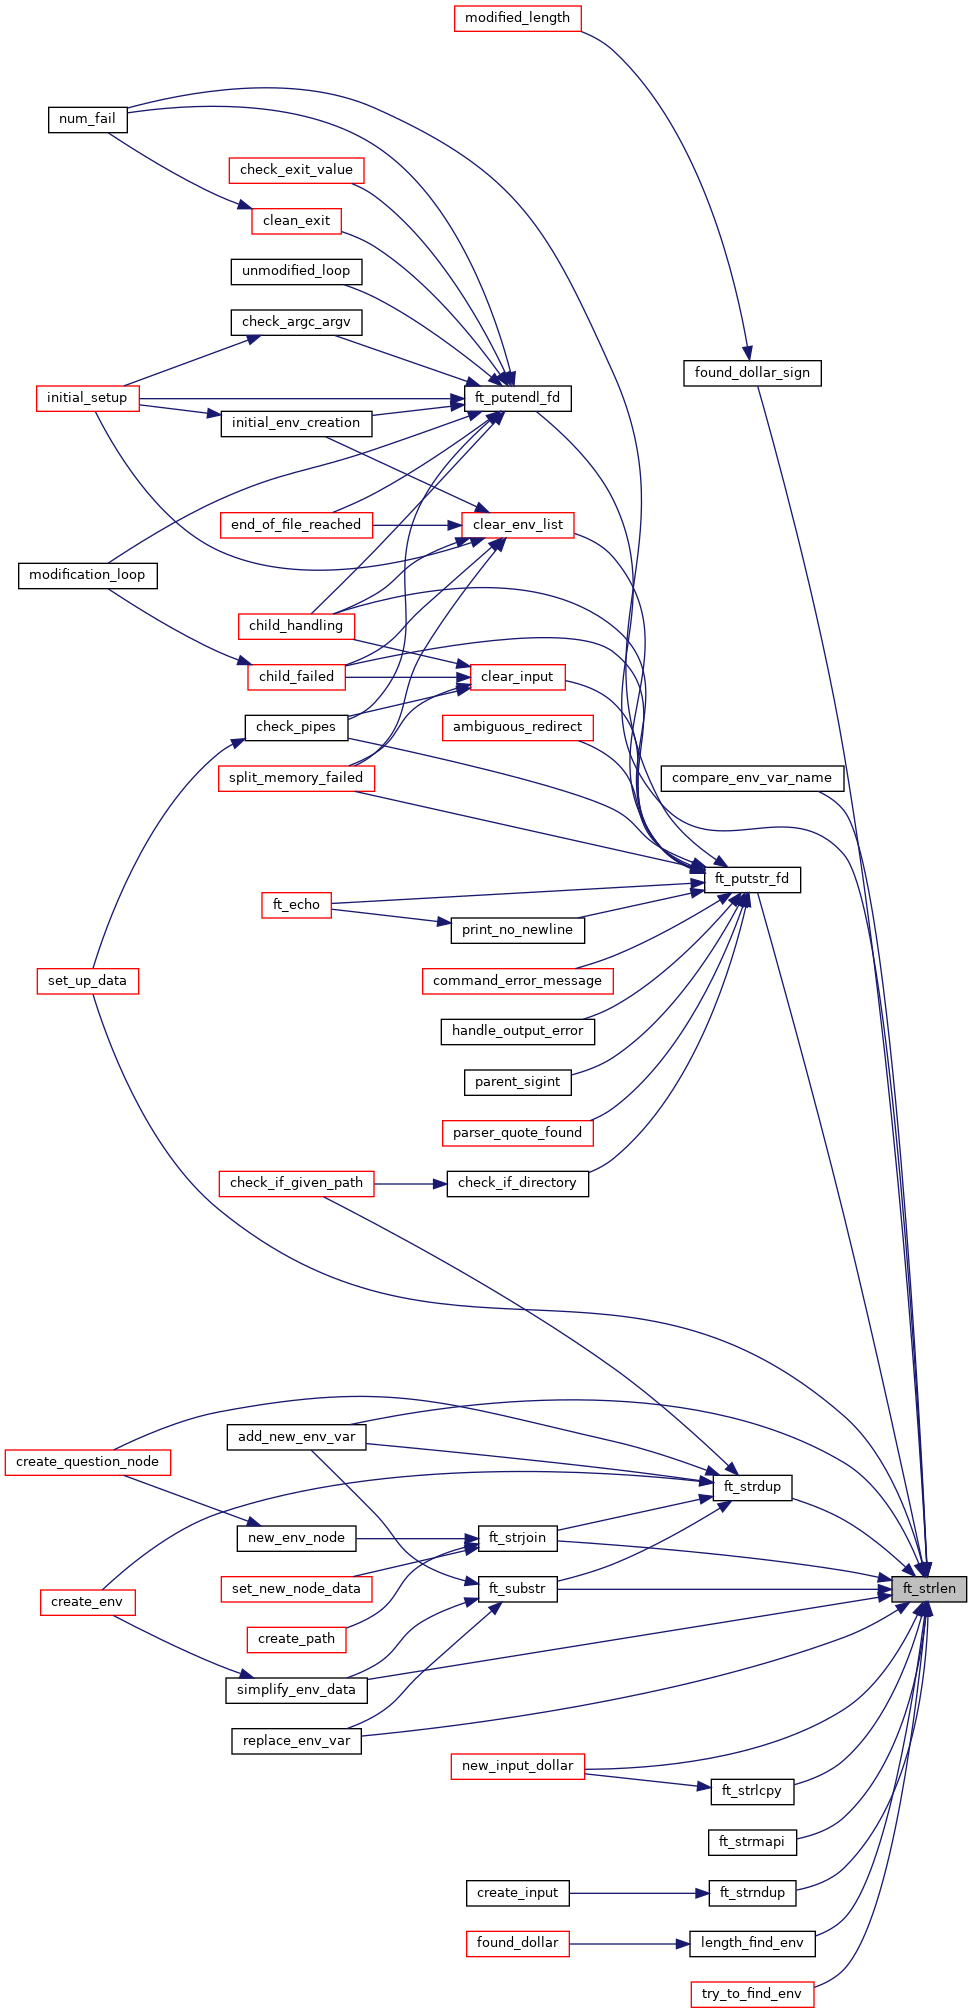 modified_length
num_fail
check_exit_value
clean_exit
unmodified_loop
check_argc_argv
found_dollar_sign
initial_setup
ft_putendl_fd
initial_env_creation
end_of_file_reached
clear_env_list
modification_loop
child_handling
child_failed
clear_input
check_pipes
ambiguous_redirect
split_memory_failed
compare_env_var_name
ft_putstr_fd
ft_echo
print_no_newline
set_up_data
command_error_message
handle_output_error
parent_sigint
parser_quote_found
check_if_given_path
check_if_directory
add_new_env_var
create_question_node
ft_strdup
new_env_node
ft_strjoin
set_new_node_data
ft_substr
ft_strlen
create_env
create_path
simplify_env_data
replace_env_var
new_input_dollar
ft_strlcpy
ft_strmapi
create_input
ft_strndup
found_dollar
length_find_env
try_to_find_env